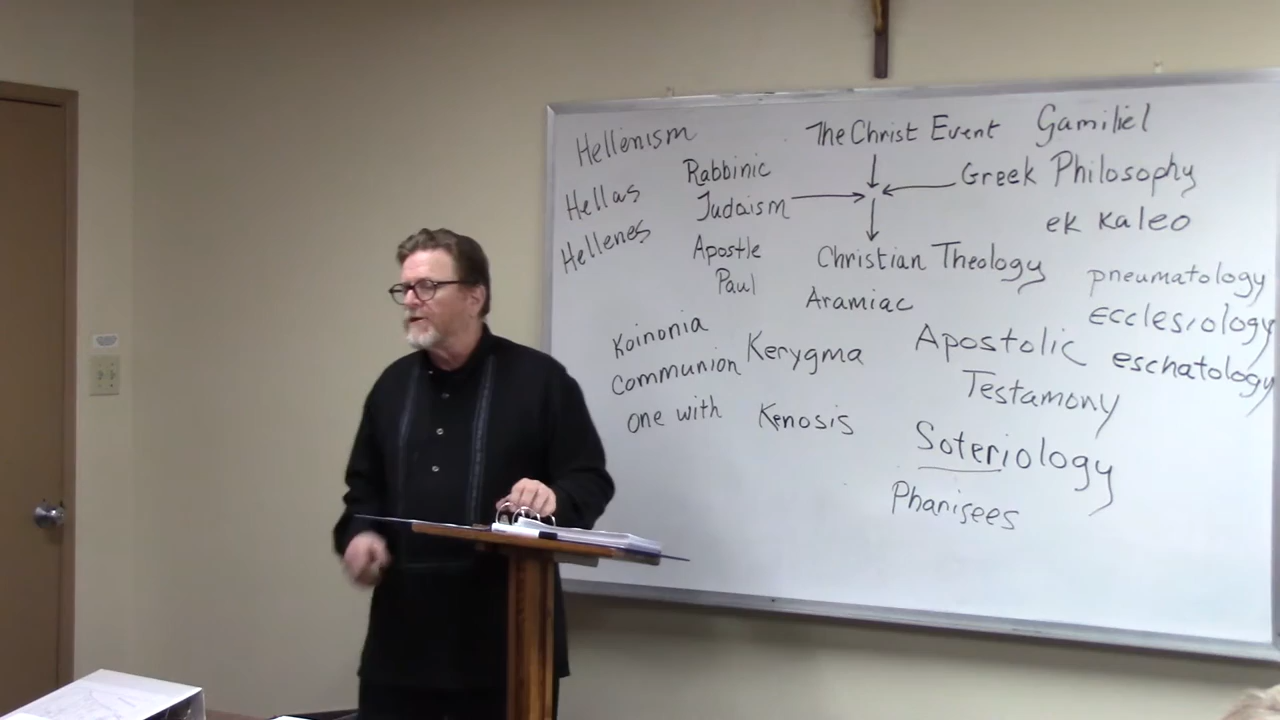 Hellenism
Hellas
Hellenes
Rabbinic
Judaism
Apostle
Paul
The Christ Event
Gamiliel
Greek Philosophy
ek kaleo
Christian Theology
Aramiac
pneumatology
ecclesiology
eschatology
Koinonia
communion
one with
Kerygma
Kenosis
Apostolic
Testamony
Soteriology
Pharisees